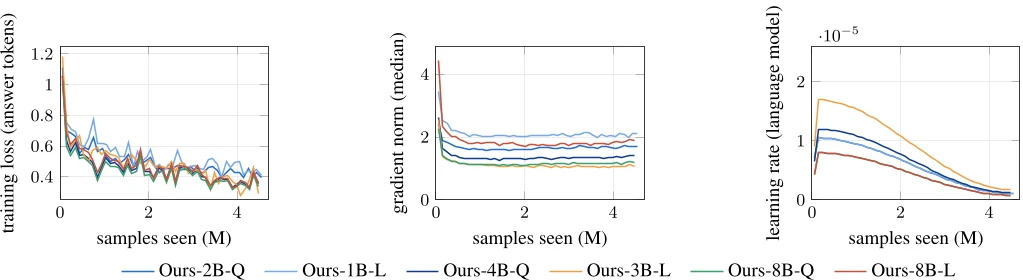 training loss (answer tokens)
1.2
1
0.8
0.6
0.4
0
2
4
samples seen (M)
gradient norm (median)
4
2
0
0
2
4
samples seen (M)
learning rate (language model)
·10⁻⁵
2
1
0
0
2
4
samples seen (M)
Ours-2B-Q
Ours-1B-L
Ours-4B-Q
Ours-3B-L
Ours-8B-Q
Ours-8B-L